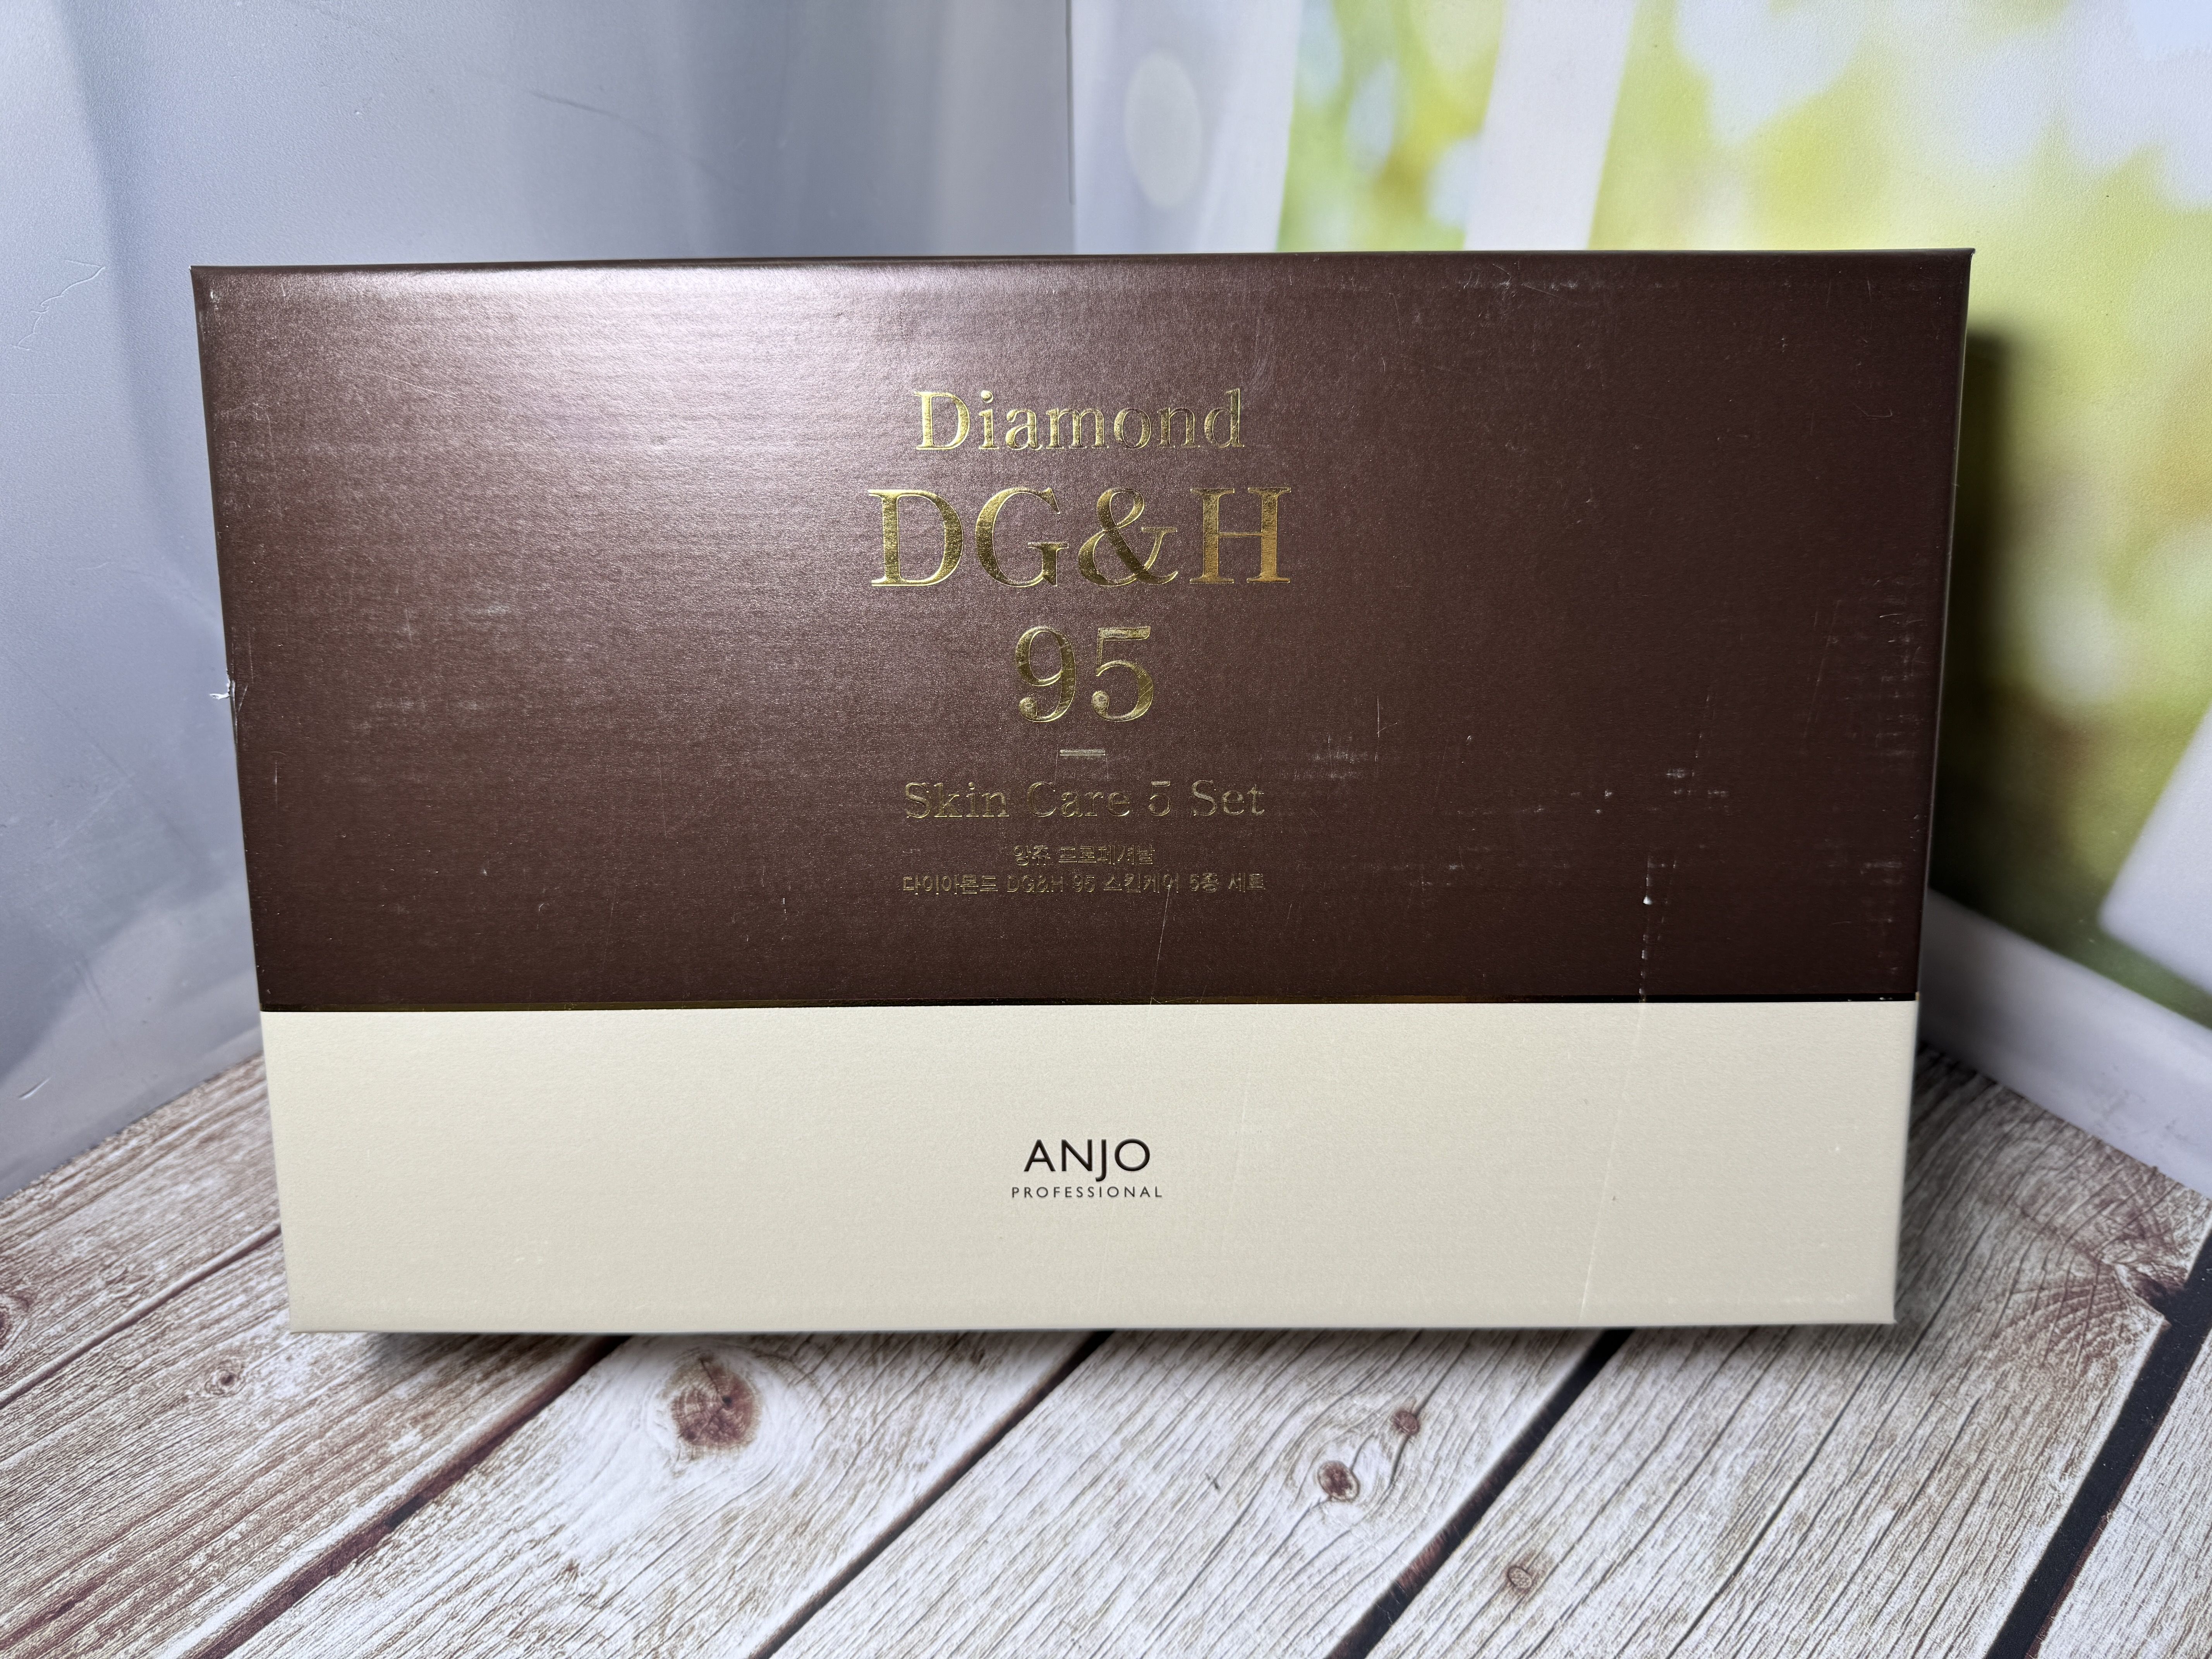 Diamond
DG&H
95
Skin Care 5 Set
앙쥬 프로페셔날
다이아몬드 DG&H 95 스킨케어 5종 세트
ANJO
PROFESSIONAL